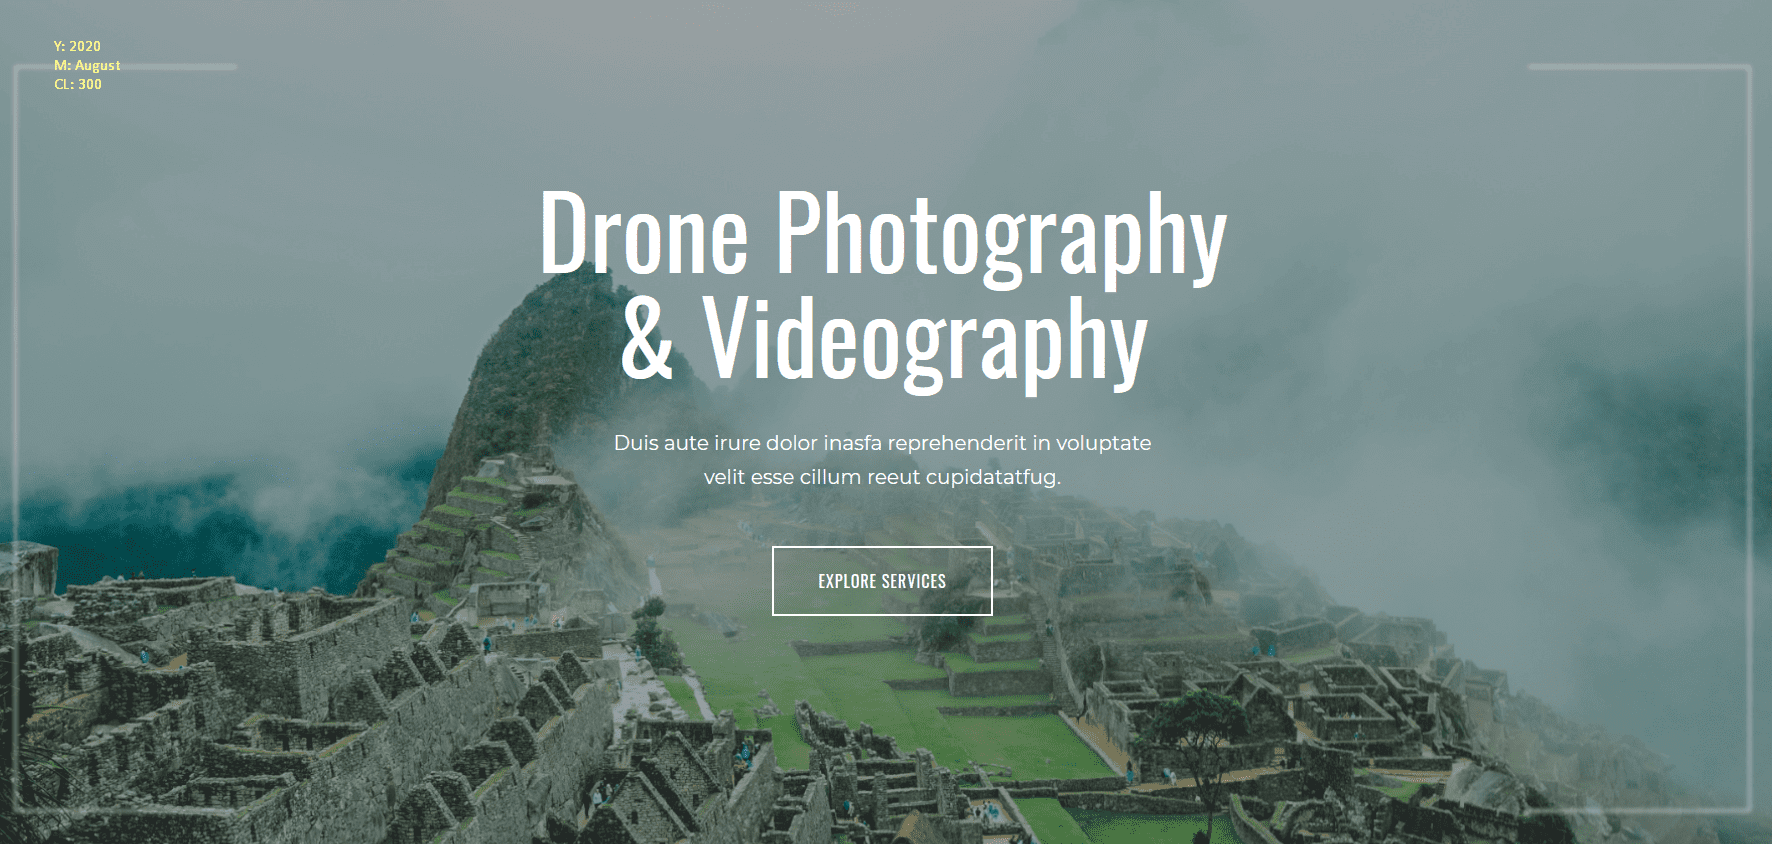 Y: 2020
M: August
CL: 300
Drone Photography
& Videography
Duis aute irure dolor inasfa reprehenderit in voluptate
velit esse cillum reeut cupidatatfug.
EXPLORE SERVICES